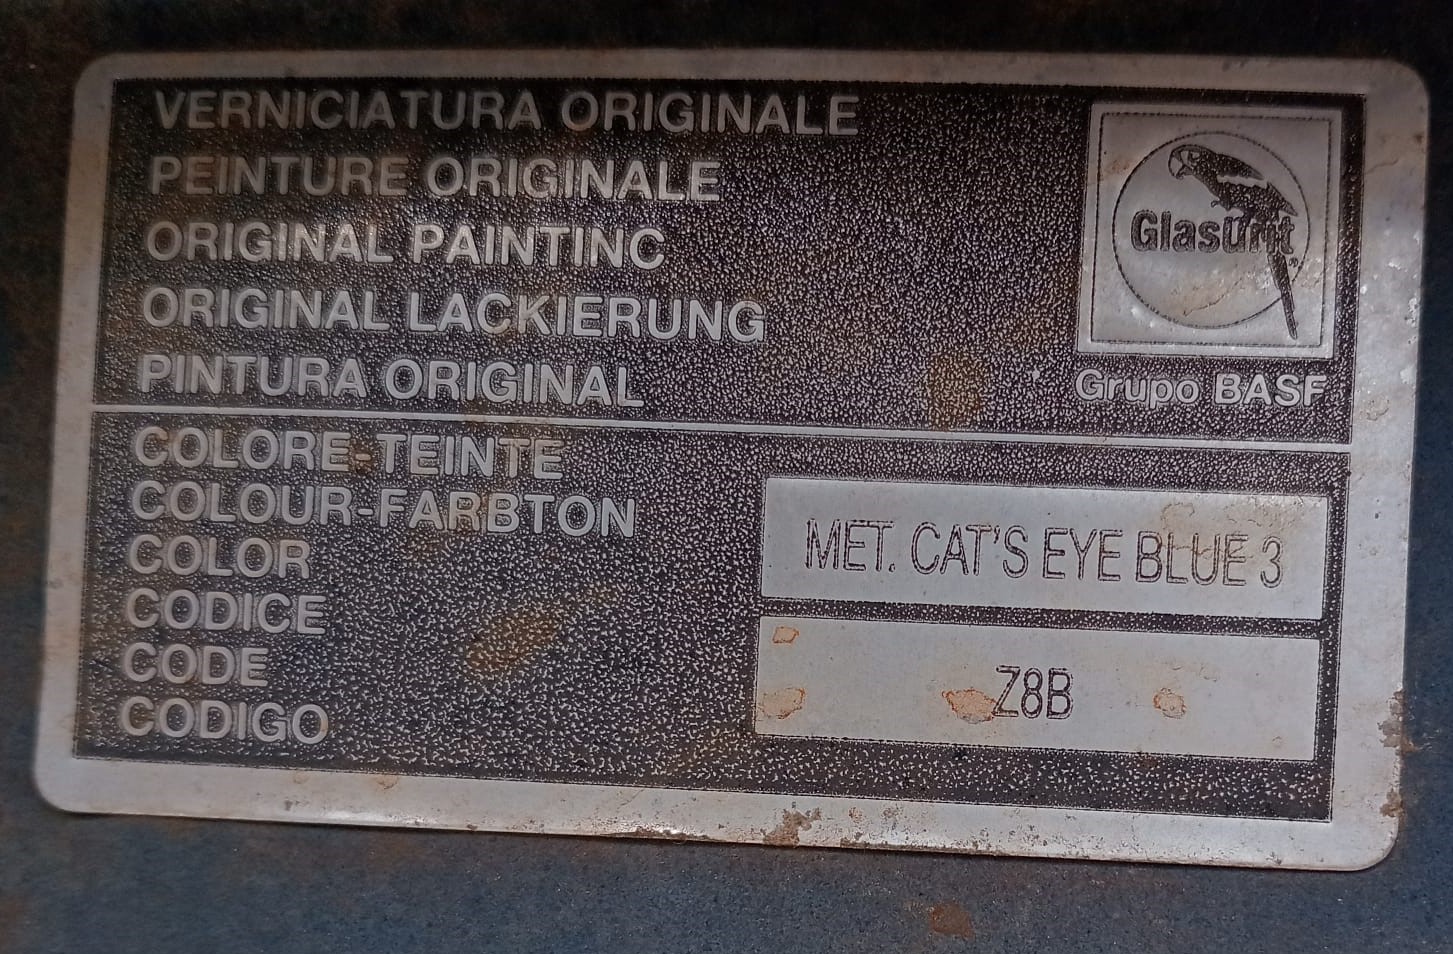 VERNICIATURA ORIGINALE
PEINTURE ORIGINALE
ORIGINAL PAINTINC
ORIGINAL LACKIERUNG
PINTURA ORIGINAL
Glasurit®
Grupo BASF
COLORE-TEINTE
COLOUR-FARBTON
COLOR
MET. CAT'S EYE BLUE 3
CODICE
CODE
CODIGO
Z8B